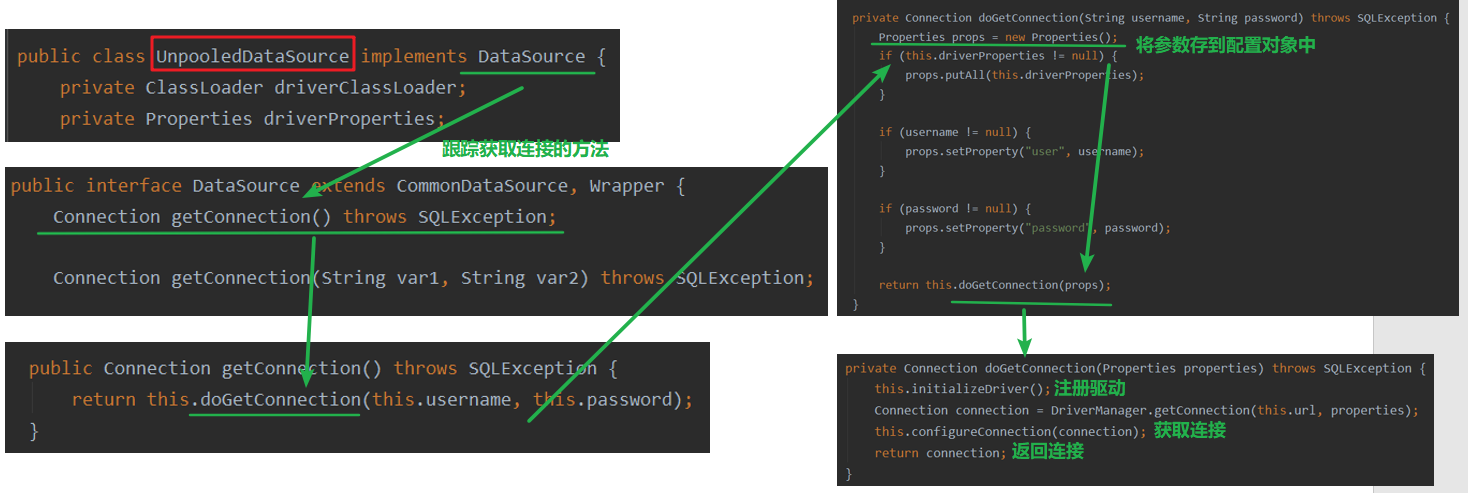 public class UnpooledDataSource implements DataSource {
private ClassLoader driverClassLoader;
private Properties driverProperties;
跟踪获取连接的方法
public interface DataSource extends CommonDataSource, Wrapper {
Connection getConnection() throws SQLException;
Connection getConnection(String var1, String var2) throws SQLException;
public Connection getConnection() throws SQLException {
return this.doGetConnection(this.username, this.password);
}
private Connection doGetConnection(String username, String password) throws SQLException {
Properties props = new Properties();
将参数存到配置对象中
if (this.driverProperties != null) {
props.putAll(this.driverProperties);
}
if (username != null) {
props.setProperty("user", username);
}
if (password != null) {
props.setProperty("password", password);
}
return this.doGetConnection(props);
}
private Connection doGetConnection(Properties properties) throws SQLException {
this.initializeDriver(); 注册驱动
Connection connection = DriverManager.getConnection(this.url, properties);
this.configureConnection(connection); 获取连接
return connection; 返回连接
}